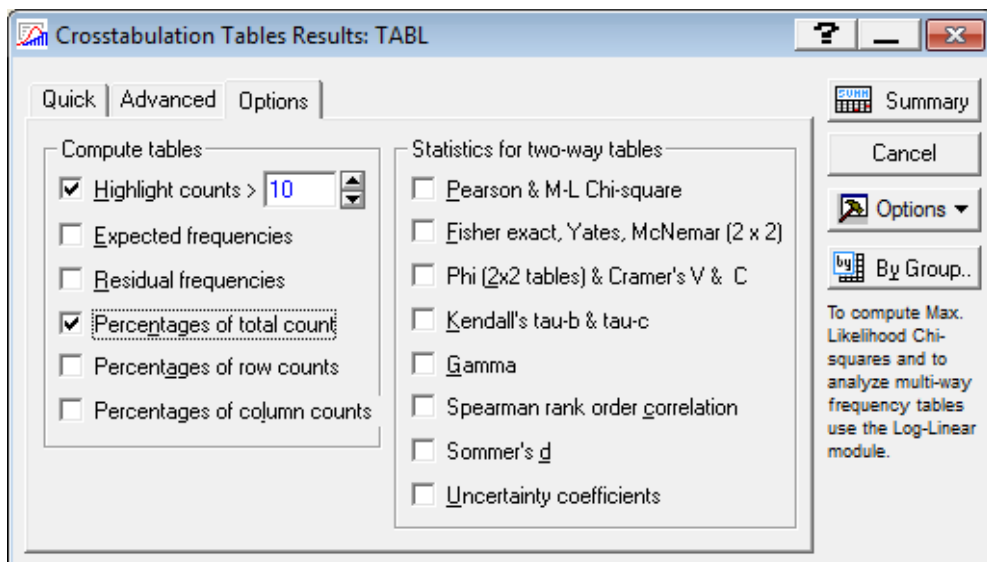 Crosstabulation Tables Results: TABL
?
Quick
Advanced
Options
Compute tables
Highlight counts > 10
Expected frequencies
Residual frequencies
Percentages of total count
Percentages of row counts
Percentages of column counts
Statistics for two-way tables
Pearson & M-L Chi-square
Fisher exact, Yates, McNemar (2 x 2)
Phi (2x2 tables) & Cramer's V & C
Kendall's tau-b & tau-c
Gamma
Spearman rank order correlation
Sommer's d
Uncertainty coefficients
SUMM Summary
Cancel
Options
by By Group..
To compute Max.
Likelihood Chi-
squares and to
analyze multi-way
frequency tables
use the Log-Linear
module.